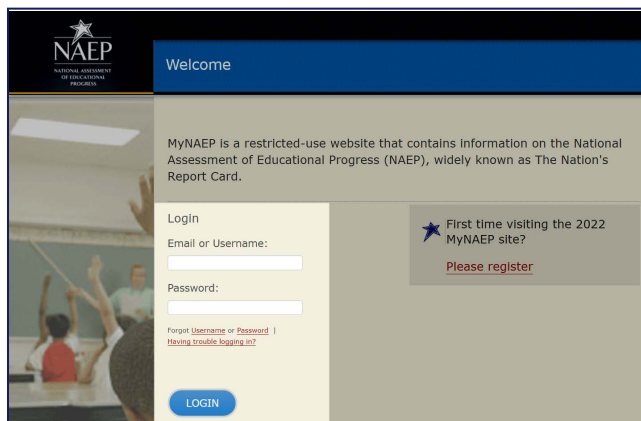 NAEP
NATIONAL ASSESSMENT
OF EDUCATIONAL
PROGRESS
Welcome
MyNAEP is a restricted-use website that contains information on the National
Assessment of Educational Progress (NAEP), widely known as The Nation's
Report Card.
Login
Email or Username:
Password:
Forgot Username or Password |
Having trouble logging in?
LOGIN
First time visiting the 2022
MyNAEP site?
Please register